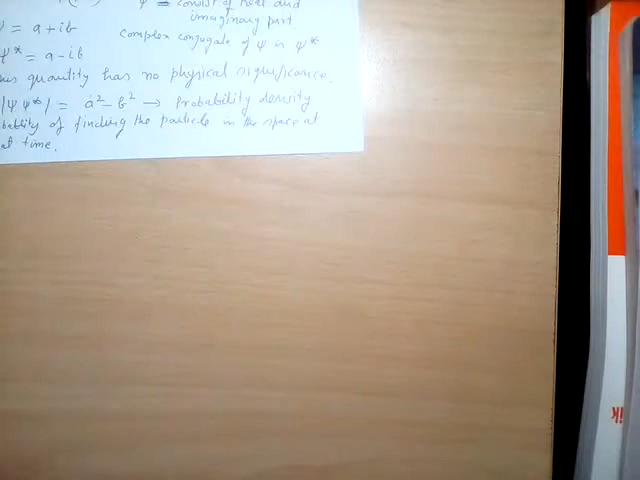 ψ = consist of Real and
imaginary part
ψ = a + ib
complex conjugate of ψ is ψ*
ψ* = a - ib
quantity has no physical significance.
|ψ ψ*| = a² - b² → Probability density
of finding the particle in the space at
time.
ik